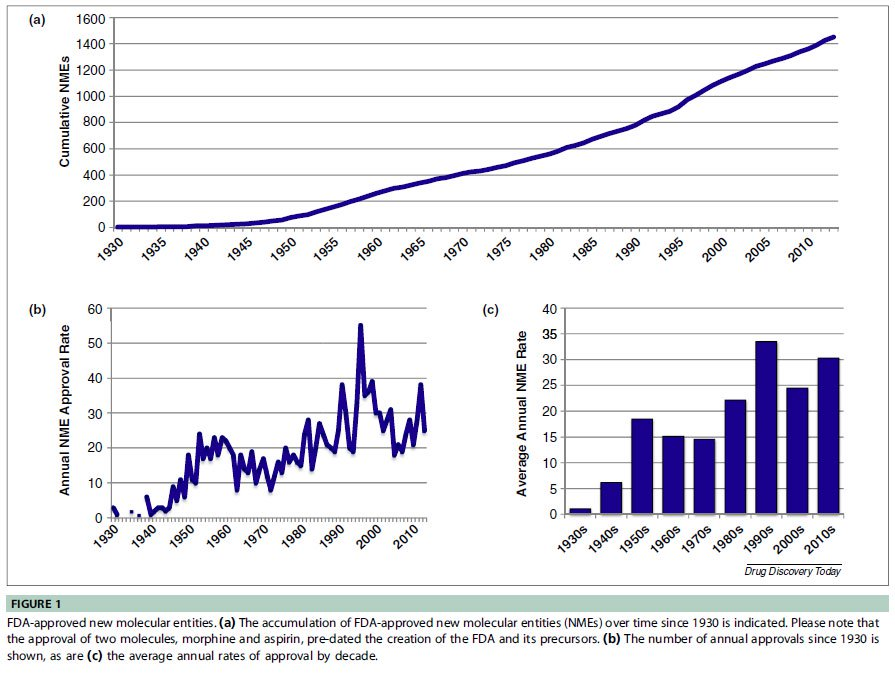 (a)
Cumulative NMEs
1600
1400
1200
1000
800
600
400
200
0
1930
1935
1940
1945
1950
1955
1960
1965
1970
1975
1980
1985
1990
1995
2000
2005
2010
(b)
Annual NME Approval Rate
60
50
40
30
20
10
0
1930
1940
1950
1960
1970
1980
1990
2000
2010
(c)
Average Annual NME Rate
40
35
30
25
20
15
10
5
0
1930s
1940s
1950s
1960s
1970s
1980s
1990s
2000s
2010s
Drug Discovery Today
FIGURE 1
FDA-approved new molecular entities. (a) The accumulation of FDA-approved new molecular entities (NMEs) over time since 1930 is indicated. Please note that
the approval of two molecules, morphine and aspirin, pre-dated the creation of the FDA and its precursors. (b) The number of annual approvals since 1930 is
shown, as are (c) the average annual rates of approval by decade.